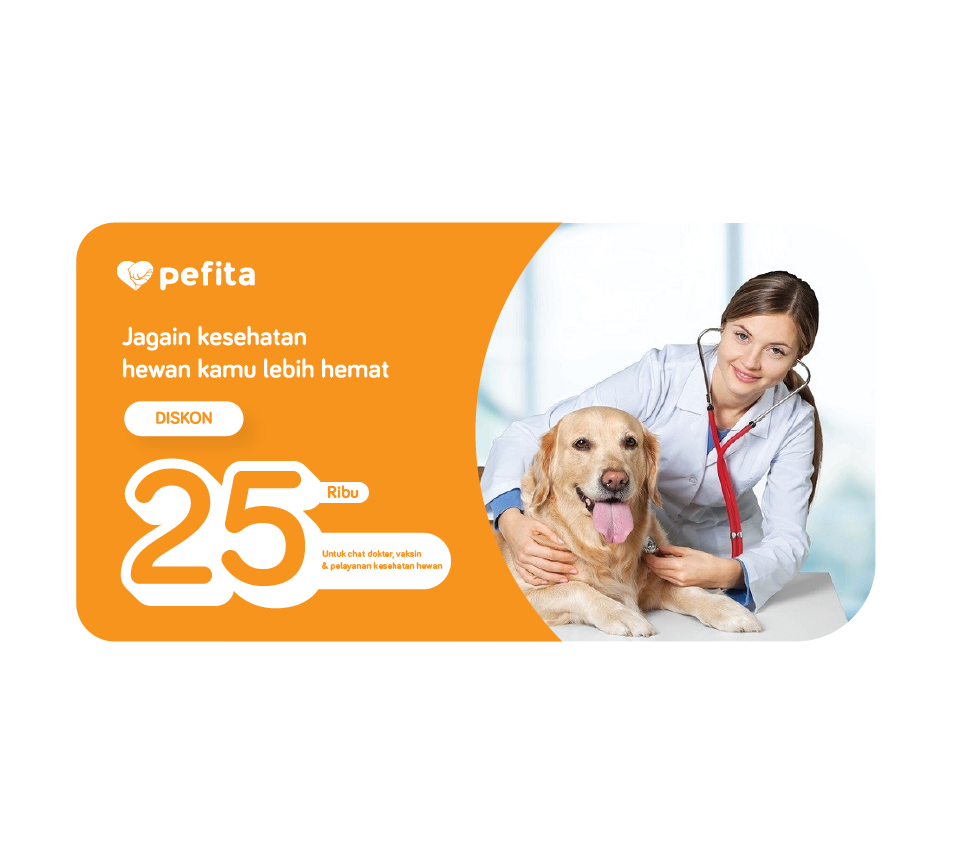 pefita
Jagain kesehatan
hewan kamu lebih hemat
DISKON
25
Ribu
Untuk chat dokter, vaksin
& pelayanan kesehatan hewan